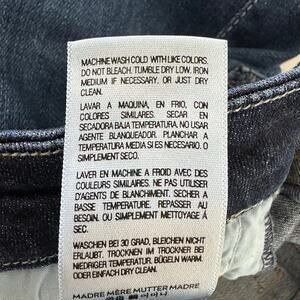 MACHINE WASH COLD WITH LIKE COLORS.
DO NOT BLEACH. TUMBLE DRY LOW. IRON
MEDIUM IF NECESSARY, OR JUST DRY
CLEAN.
LAVAR A MAQUINA, EN FRIO, CON
COLORES SIMILARES. SECAR EN
SECADORA BAJA TEMPERATURA. NO USAR
AGENTE BLANQUEADOR. PLANCHAR A
TEMPERATURA MEDIA SI ES NECESARIO. O
SIMPLEMENT SECO.
LAVER EN MACHINE A FROID AVEC DES
COULEURS SIMILAIRES. NE PAS UTILISER
D'AGENTS DE BLANCHIMENT. SECHER A
BASSE TEMPERATURE. REPASSER AU
BESOIN. OU SIMPLEMENT METTOYAGE Á
SEC.
WASCHEN BEI 30 GRAD, BLEICHEN NICHT
ERLAUBT, TROCKEN IM TROCKNER BEI
NIEDRIGER TEMPERATUR. BÜGELN WARM.
ODER EINFACH DRY CLEAN.
MADRE MÈRE MUTTER MADRE